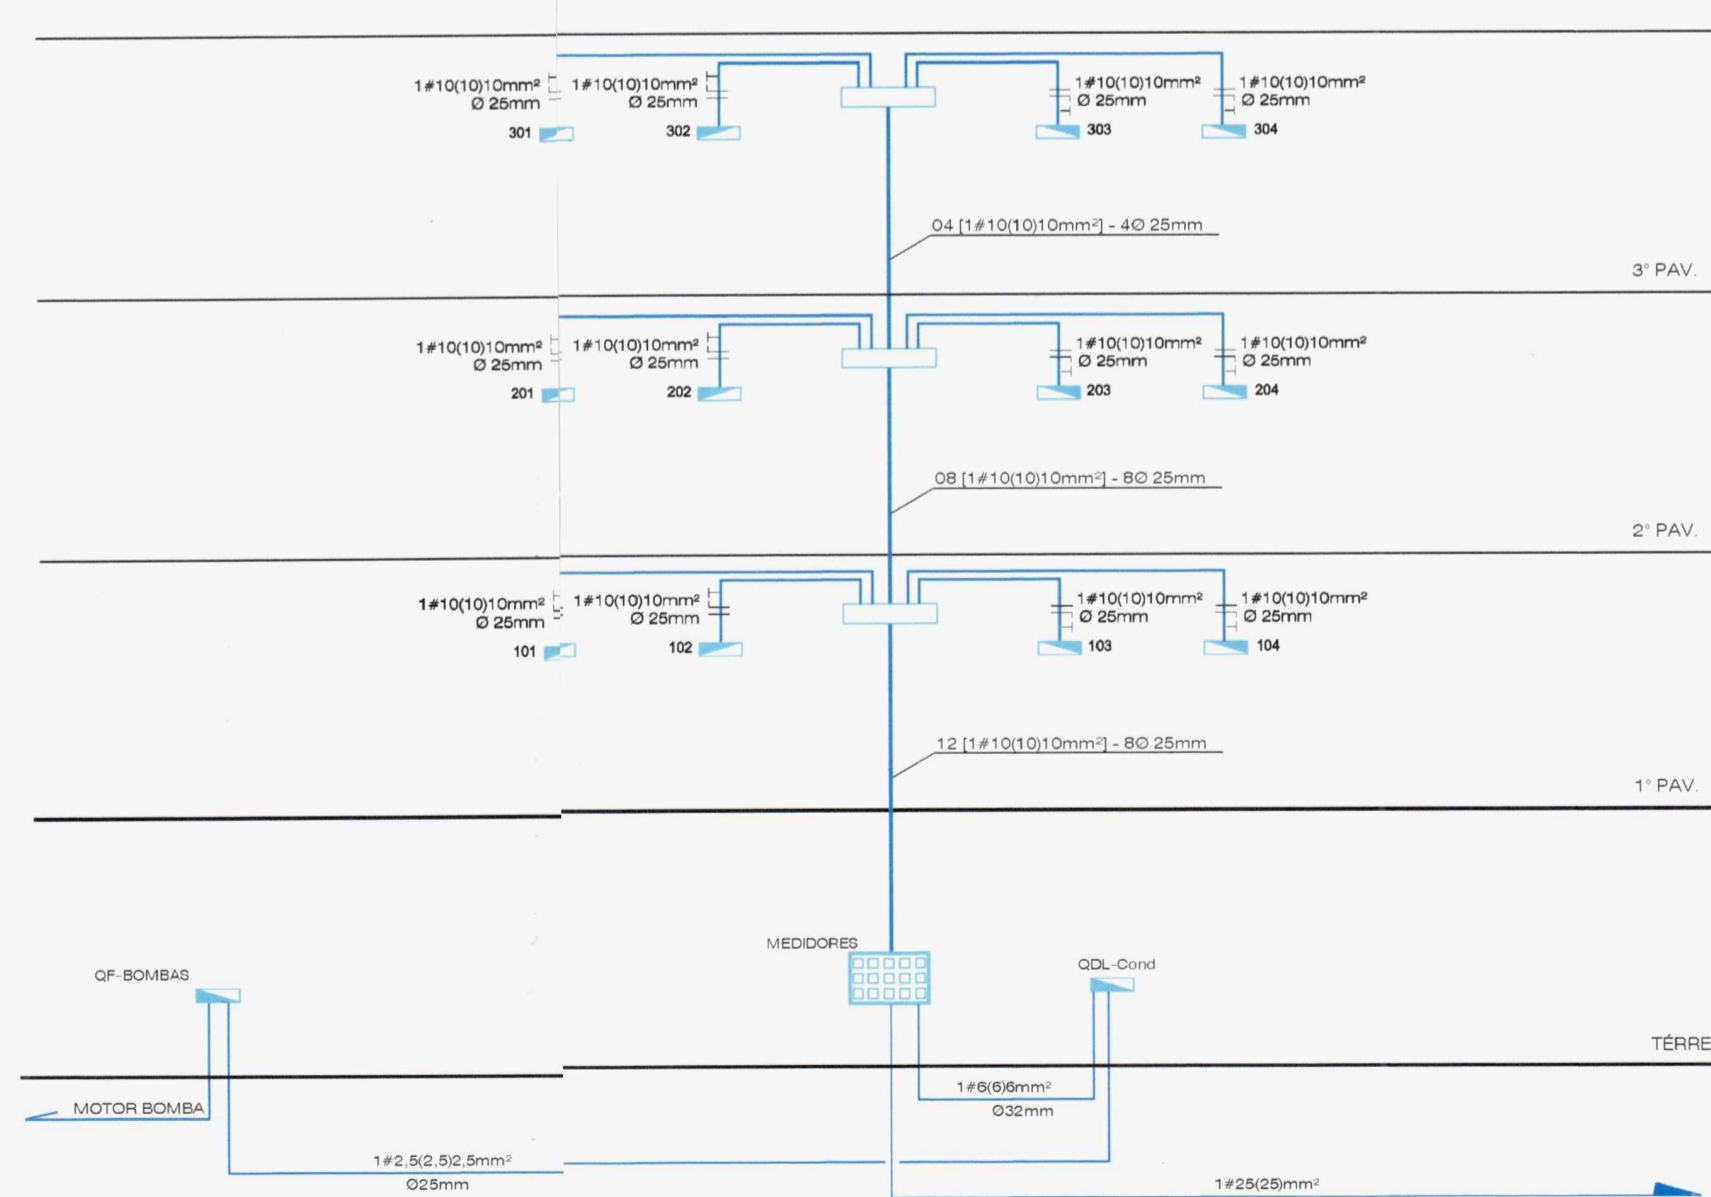 1#10(10)10mm²
Ø 25mm
301
1#10(10)10mm²
Ø 25mm
302
1#10(10)10mm²
Ø 25mm
303
1#10(10)10mm²
Ø 25mm
304
04 [1#10(10)10mm²] - 4Ø 25mm
3° PAV.
1#10(10)10mm²
Ø 25mm
201
1#10(10)10mm²
Ø 25mm
202
1#10(10)10mm²
Ø 25mm
203
1#10(10)10mm²
Ø 25mm
204
08 [1#10(10)10mm²] - 8Ø 25mm
2° PAV.
1#10(10)10mm²
Ø 25mm
101
1#10(10)10mm²
Ø 25mm
102
1#10(10)10mm²
Ø 25mm
103
1#10(10)10mm²
Ø 25mm
104
12 [1#10(10)10mm²] - 8Ø 25mm
1° PAV.
MEDIDORES
QF-BOMBAS
QDL-Cond
TÉRRE
1#6(6)6mm²
Ø32mm
MOTOR BOMBA
1#2,5(2,5)2,5mm²
Ø25mm
1#25(25)mm²